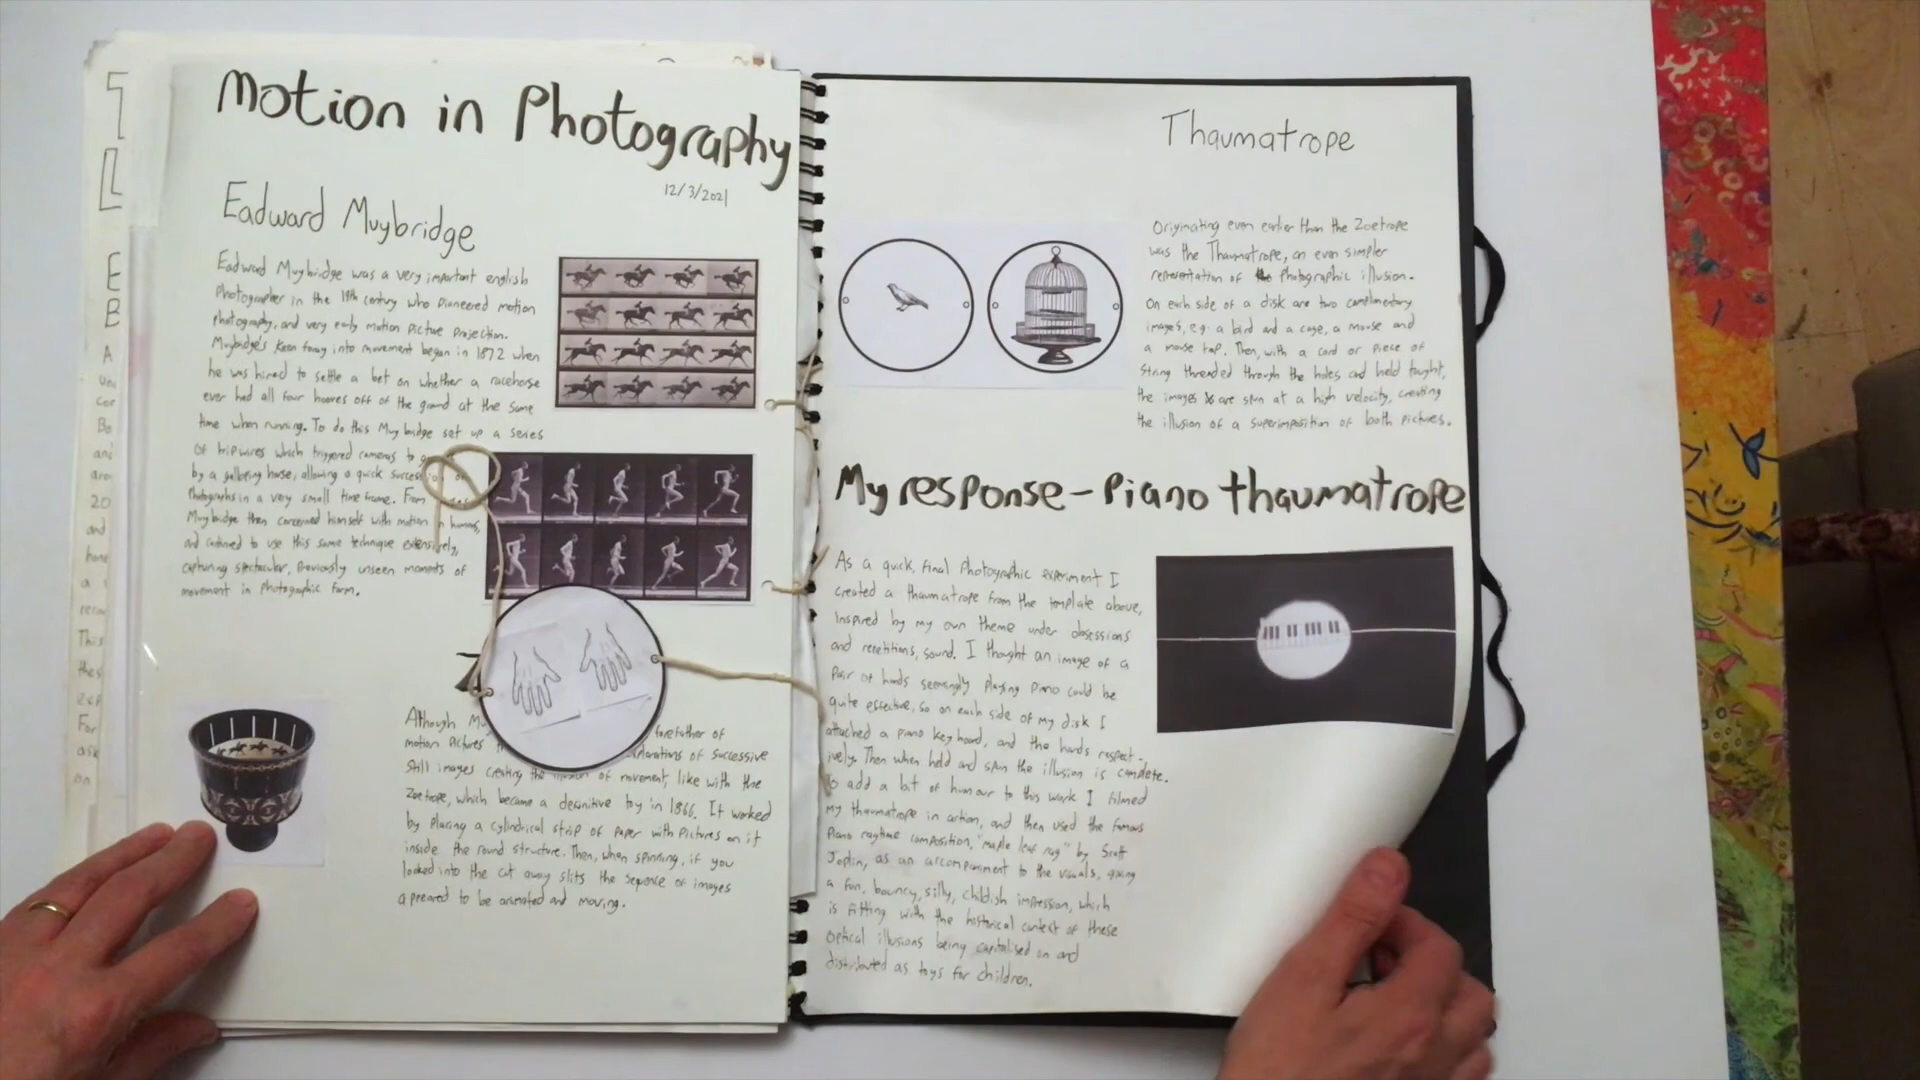 Motion in Photography
12/3/2021
Eadward Muybridge
Eadward Muybridge was a very important english
Photographer in the 19th century who pioneered motion
photography, and very early Motion Picture Projection.
Muybridge's keen foray into movement began in 1872 when
he was hired to settle a bet on whether a racehorse
ever had all four hooves off of the ground at the same
time when running. To do this Muybridge set up a series
of tripwires which triggered cameras to
by a galloping horse, allowing a quick succession of
Photographs in a very small time frame. From
Muybridge then concerned himself with motion in humans,
and continued to use this same technique extensively,
capturing spectacular, previously unseen moments of
movement in photographic form.
Although forefather of
motion pictures of successive
Still images creating the illusion of movement, like with the
Zoetrope, which became a definitive toy in 1866. It worked
by placing a cylindrical strip of paper with pictures on it
inside the round structure. Then, when spinning, if you
looked into the cut away slits the sequence of images
appeared to be animated and moving.
Thaumatrope
Originating even earlier than the Zoetrope
was the Thaumatrope, an even simpler
representation of photographic illusion.
On each side of a disk are two complimentary
images, e.g. a bird and a cage, a mouse and
a mouse trap. Then, with a cord or piece of
string threaded through the holes and held taught,
the images are spun at a high velocity, creating
the illusion of a superimposition of both pictures.
My response - Piano thaumatrope
As a quick, final Photographic experiment I
created a thaumatrope from the template above,
inspired by my own theme under obsessions
and repetitions, sound. I thought an image of a
pair of hands seemingly playing piano could be
quite effective, so on each side of my disk I
attached a piano keyboard, and the hands respect-
ively. Then when held and spun the illusion is complete.
To add a bit of humour to this work I filmed
my thaumatrope in action, and then used the famous
Piano ragtime composition, "maple leaf rag" by Scott
Joplin, as an accompaniment to the visuals, giving
a fun, bouncy, silly, childish impression, which
is fitting with the historical context of these
optical illusions being capitalised on and
distributed as toys for children.